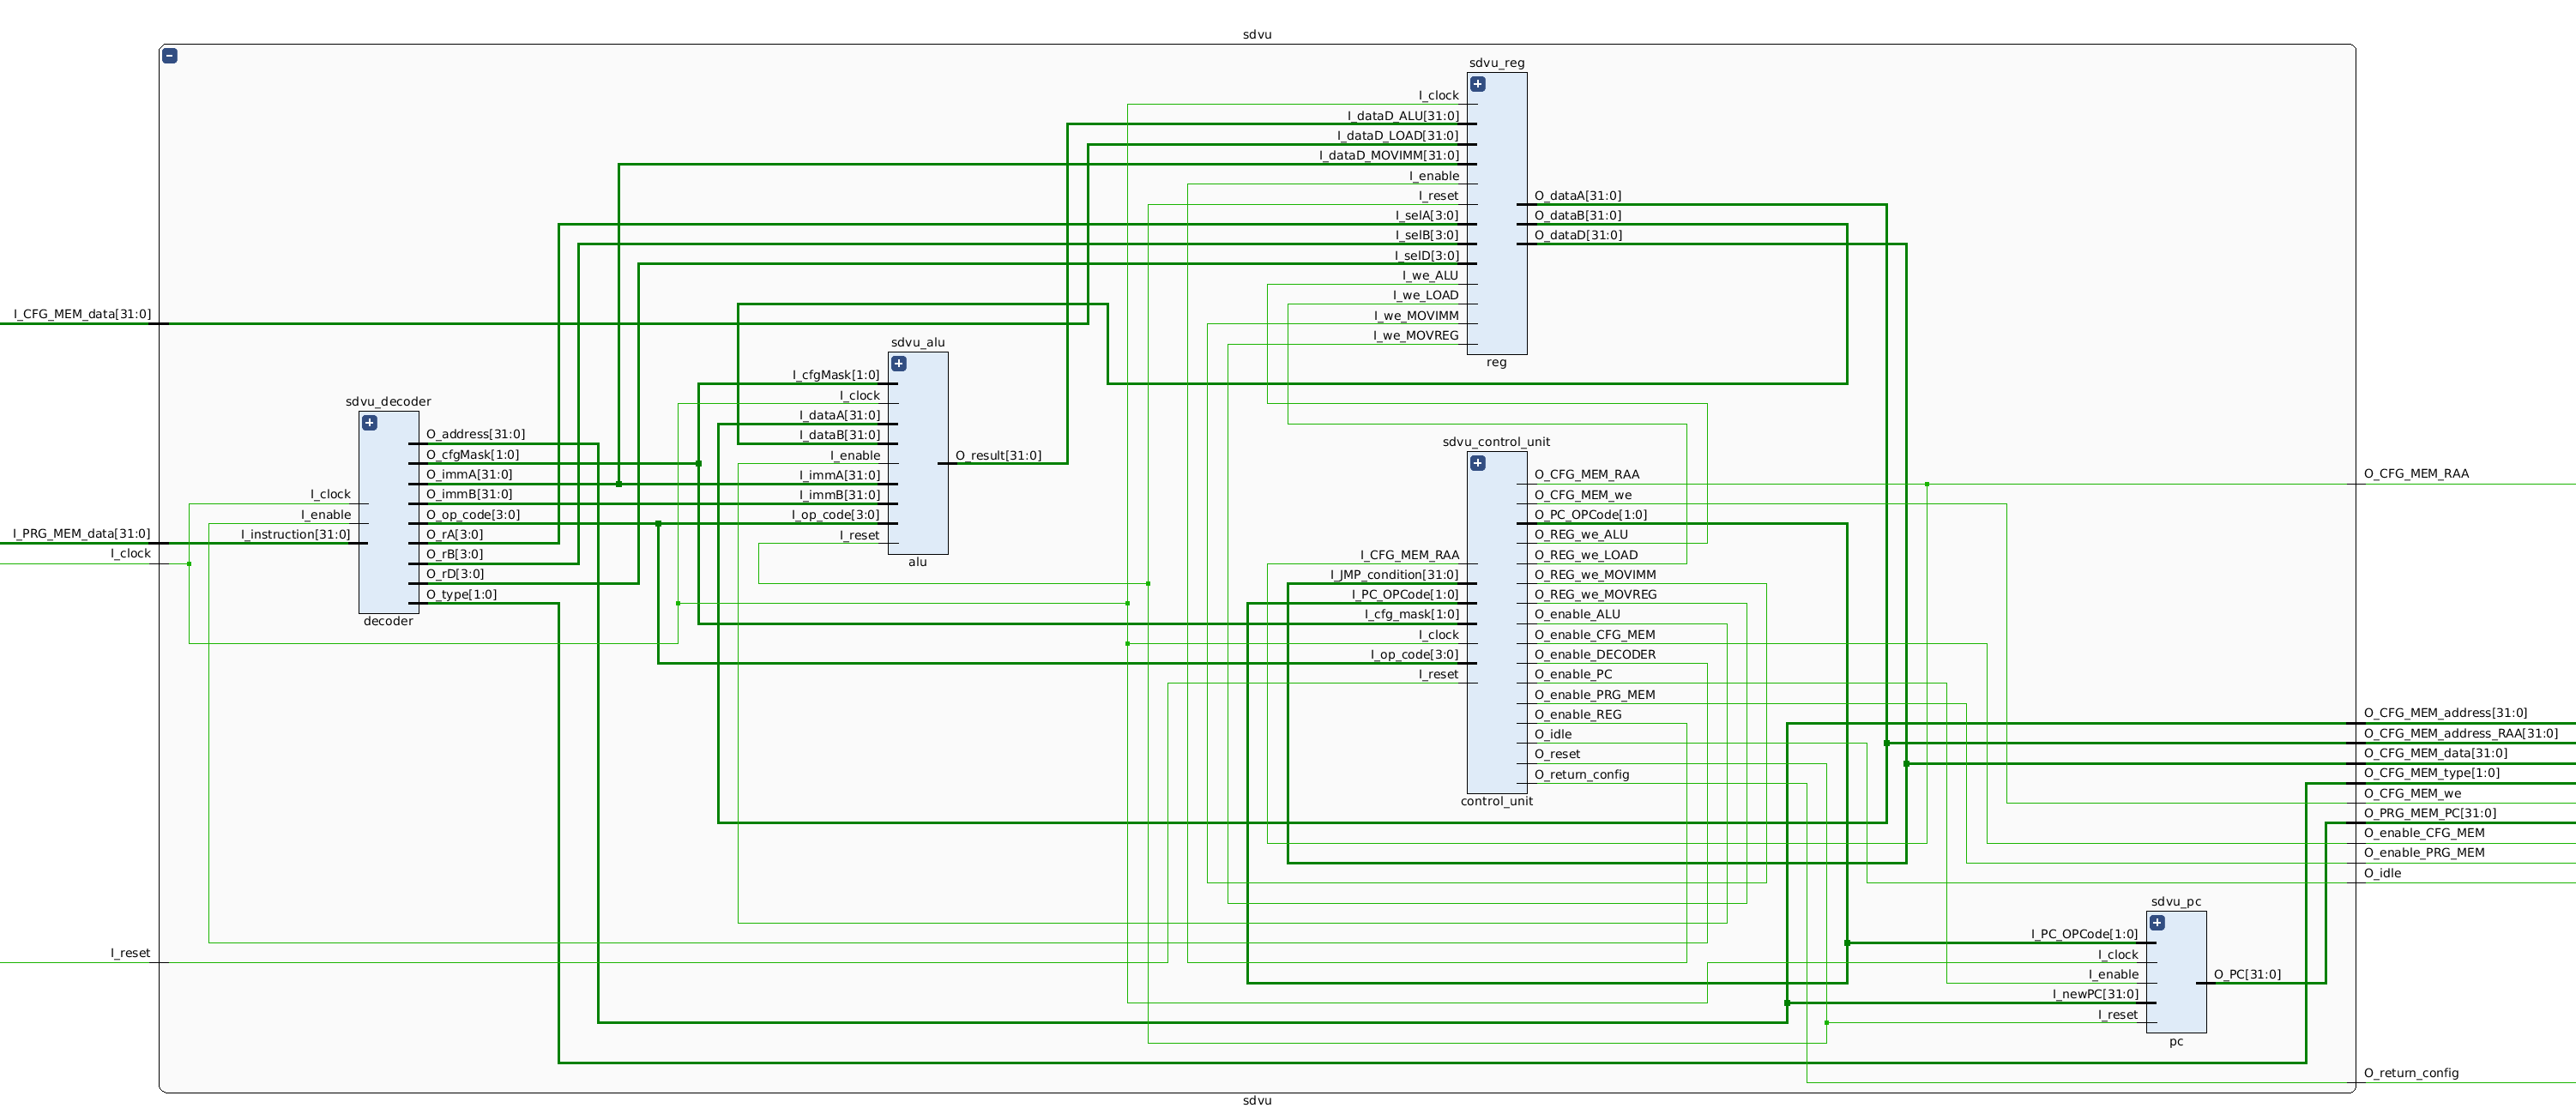 sdvu
I_CFG_MEM_data[31:0]
I_PRG_MEM_data[31:0]
I_clock
I_reset
sdvu_decoder
I_clock
I_enable
I_instruction[31:0]
O_address[31:0]
O_cfgMask[1:0]
O_immA[31:0]
O_immB[31:0]
O_op_code[3:0]
O_rA[3:0]
O_rB[3:0]
O_rD[3:0]
O_type[1:0]
decoder
sdvu_alu
I_cfgMask[1:0]
I_clock
I_dataA[31:0]
I_dataB[31:0]
I_enable
I_immA[31:0]
I_immB[31:0]
I_op_code[3:0]
I_reset
O_result[31:0]
alu
sdvu_reg
I_clock
I_dataD_ALU[31:0]
I_dataD_LOAD[31:0]
I_dataD_MOVIMM[31:0]
I_enable
I_reset
I_selA[3:0]
I_selB[3:0]
I_selD[3:0]
I_we_ALU
I_we_LOAD
I_we_MOVIMM
I_we_MOVREG
O_dataA[31:0]
O_dataB[31:0]
O_dataD[31:0]
reg
sdvu_control_unit
I_CFG_MEM_RAA
I_JMP_condition[31:0]
I_PC_OPCode[1:0]
I_cfg_mask[1:0]
I_clock
I_op_code[3:0]
I_reset
O_CFG_MEM_RAA
O_CFG_MEM_we
O_PC_OPCode[1:0]
O_REG_we_ALU
O_REG_we_LOAD
O_REG_we_MOVIMM
O_REG_we_MOVREG
O_enable_ALU
O_enable_CFG_MEM
O_enable_DECODER
O_enable_PC
O_enable_PRG_MEM
O_enable_REG
O_idle
O_reset
O_return_config
control_unit
sdvu_pc
I_PC_OPCode[1:0]
I_clock
I_enable
I_newPC[31:0]
I_reset
O_PC[31:0]
pc
O_CFG_MEM_RAA
O_CFG_MEM_address[31:0]
O_CFG_MEM_address_RAA[31:0]
O_CFG_MEM_data[31:0]
O_CFG_MEM_type[1:0]
O_CFG_MEM_we
O_PRG_MEM_PC[31:0]
O_enable_CFG_MEM
O_enable_PRG_MEM
O_idle
O_return_config
sdvu